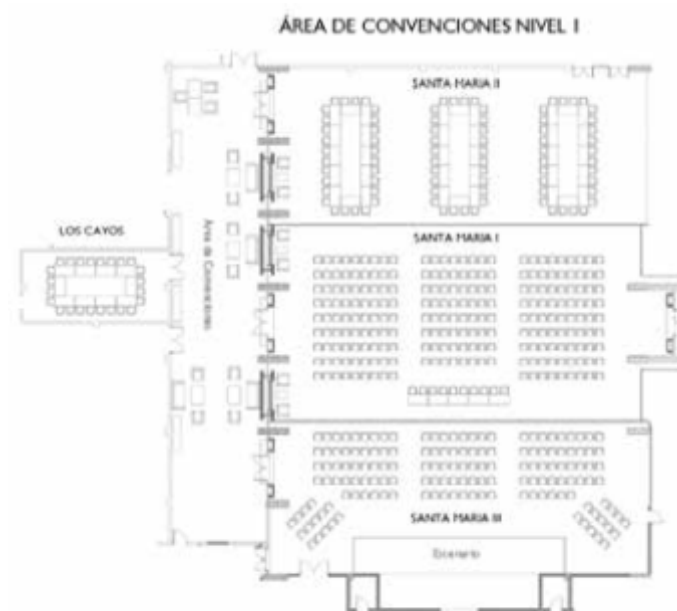 ÁREA DE CONVENCIONES NIVEL I
SANTA MARIA II
LOS CAYOS
Área de Convenciones
SANTA MARIA I
SANTA MARIA III
Escenario